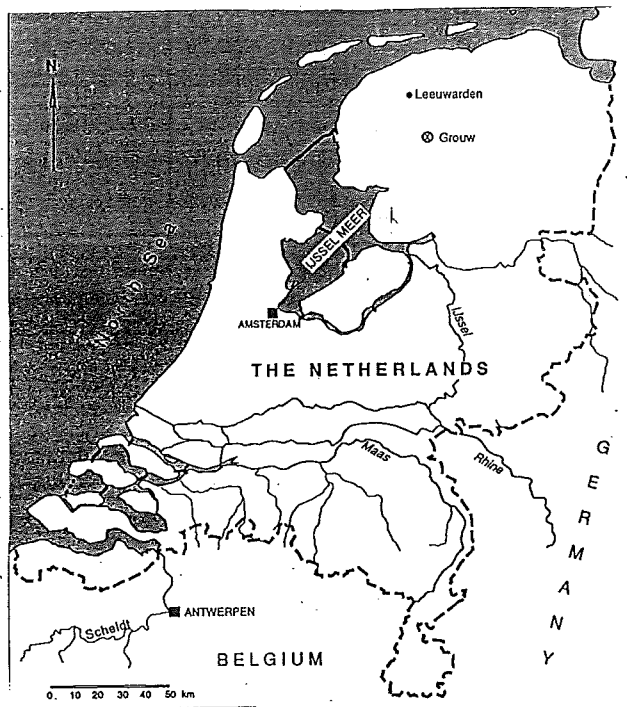 N
Leeuwarden
Grouw
North Sea
IJSSEL MEER
AMSTERDAM
IJssel
THE NETHERLANDS
Maas
Rhine
GERMANY
ANTWERPEN
Scheldt
BELGIUM
0. 10 20 30 40 50 km